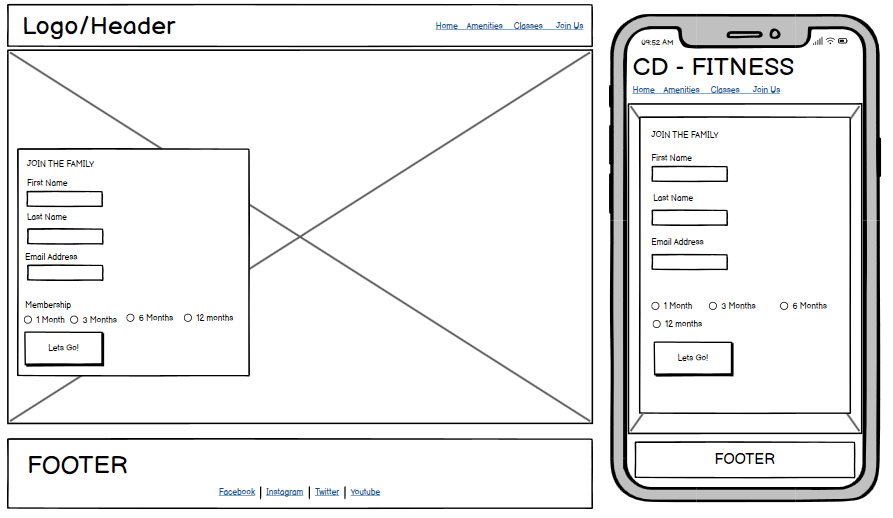 Logo/Header
Home Amenities Classes Join Us
JOIN THE FAMILY
First Name
Last Name
Email Address
Membership
1 Month 3 Months 6 Months 12 months
Lets Go!
FOOTER
Facebook | Instagram | Twitter | Youtube
09:52 AM
CD - FITNESS
Home Amenities Classes Join Us
JOIN THE FAMILY
First Name
Last Name
Email Address
1 Month 3 Months 6 Months
12 months
Lets Go!
FOOTER